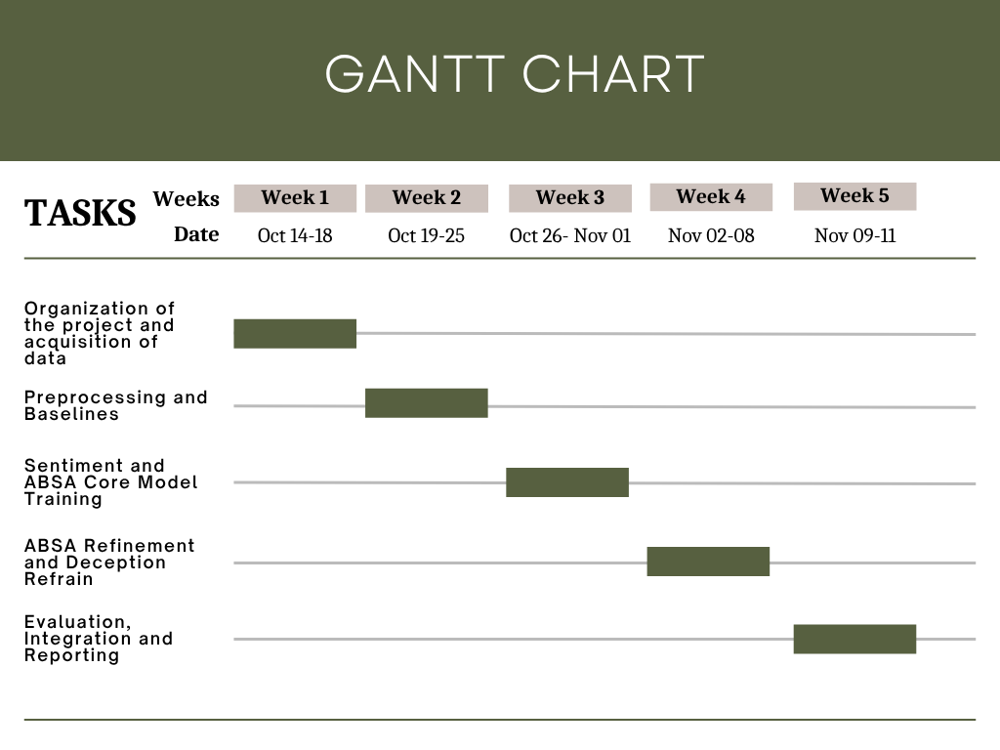 GANTT CHART
TASKS
Weeks
Week 1
Week 2
Week 3
Week 4
Week 5
Date
Oct 14-18
Oct 19-25
Oct 26- Nov 01
Nov 02-08
Nov 09-11
Organization of
the project and
acquisition of
data
Preprocessing and
Baselines
Sentiment and
ABSA Core Model
Training
ABSA Refinement
and Deception
Refrain
Evaluation,
Integration and
Reporting